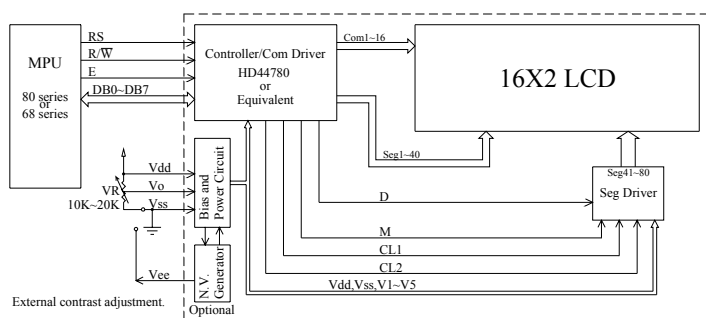 MPU
80 series
or
68 series
RS
R/W̅
E
DB0~DB7
Controller/Com Driver
HD44780
or
Equivalent
Com1~16
16X2 LCD
Seg1~40
Seg41~80
Seg Driver
D
M
CL1
CL2
Vdd,Vss,V1~V5
Vdd
Vo
Vss
VR
10K~20K
Bias and
Power Circuit
Vee
N.V.
Generator
Optional
External contrast adjustment.